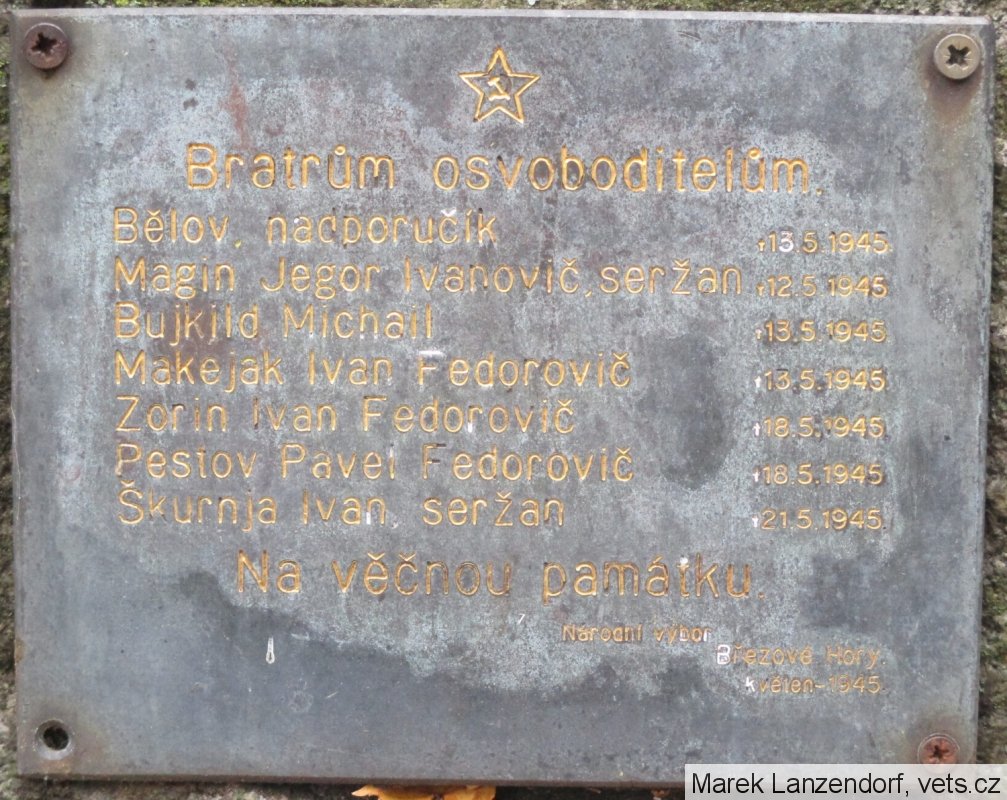 Bratrům osvoboditelům.
Bělov, nadporučík †13.5.1945.
Magin Jegor Ivanovič, seržan †12.5.1945
Bujkild Michail †13.5.1945
Makejak Ivan Fedorovič †13.5.1945
Zorin Ivan Fedorovič †18.5.1945
Pestov Pavel Fedorovič †18.5.1945
Škurnja Ivan, seržan †21.5.1945.
Na věčnou památku.
Národní výbor
Březové Hory.
květen-1945.
Marek Lanzendorf, vets.cz